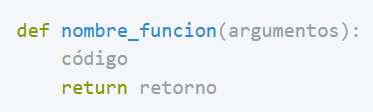 def nombre_funcion(argumentos):
    código
    return retorno